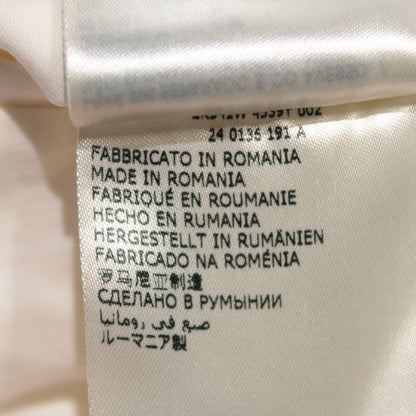 24 0136 191 A
FABBRICATO IN ROMANIA
MADE IN ROMANIA
FABRIQUÉ EN ROUMANIE
HECHO EN RUMANIA
HERGESTELLT IN RUMÄNIEN
FABRICADO NA ROMÉNIA
罗马尼亚制造
СДЕЛАНО В РУМЫНИИ
صنع في رومانيا
ルーマニア製